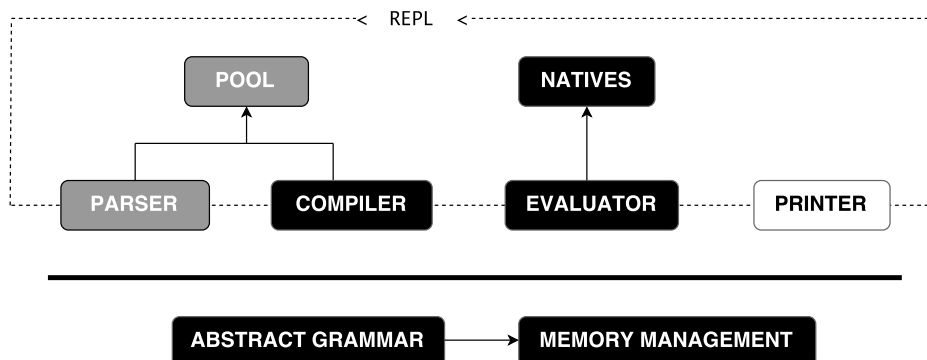 < REPL <
POOL
NATIVES
PARSER
COMPILER
EVALUATOR
PRINTER
ABSTRACT GRAMMAR
MEMORY MANAGEMENT